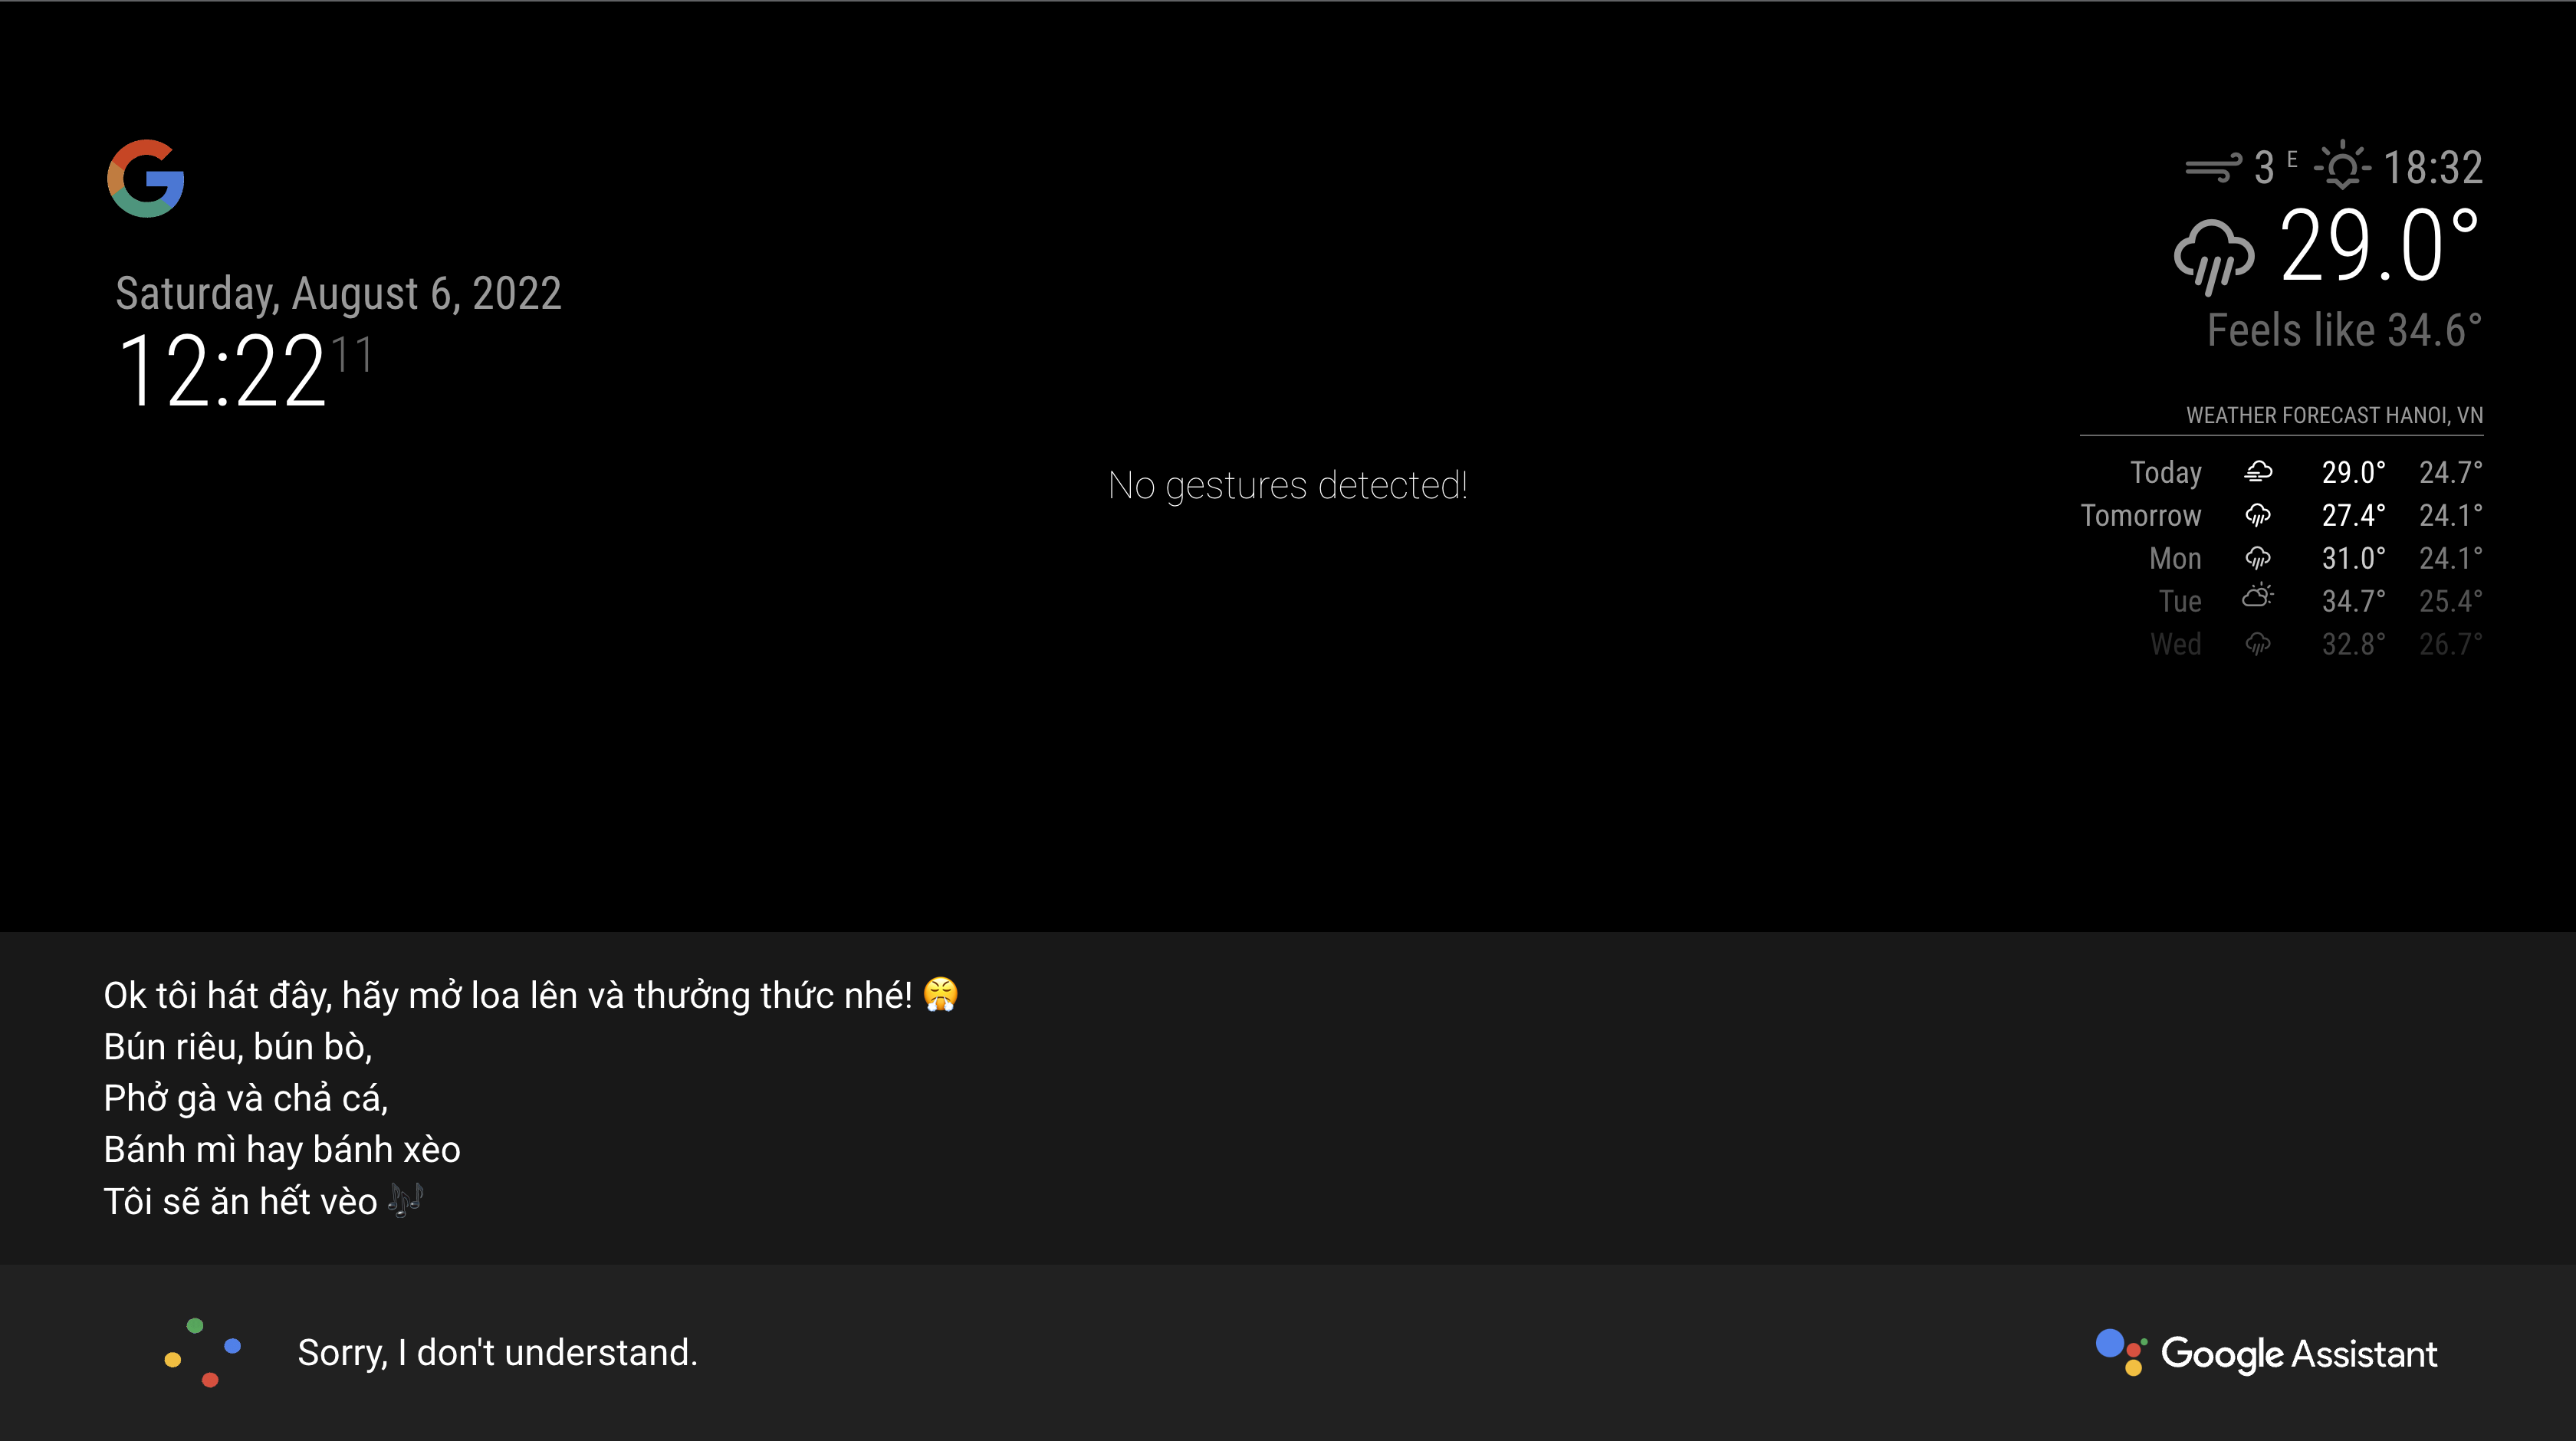 Saturday, August 6, 2022
12:22 11
3 E 18:32
29.0°
Feels like 34.6°
WEATHER FORECAST HANOI, VN
Today 29.0° 24.7°
Tomorrow 27.4° 24.1°
Mon 31.0° 24.1°
Tue 34.7° 25.4°
Wed 32.8° 26.7°
No gestures detected!
Ok tôi hát đây, hãy mở loa lên và thưởng thức nhé! 😤
Bún riêu, bún bò,
Phở gà và chả cá,
Bánh mì hay bánh xèo
Tôi sẽ ăn hết vèo 🎶
Sorry, I don't understand.
Google Assistant